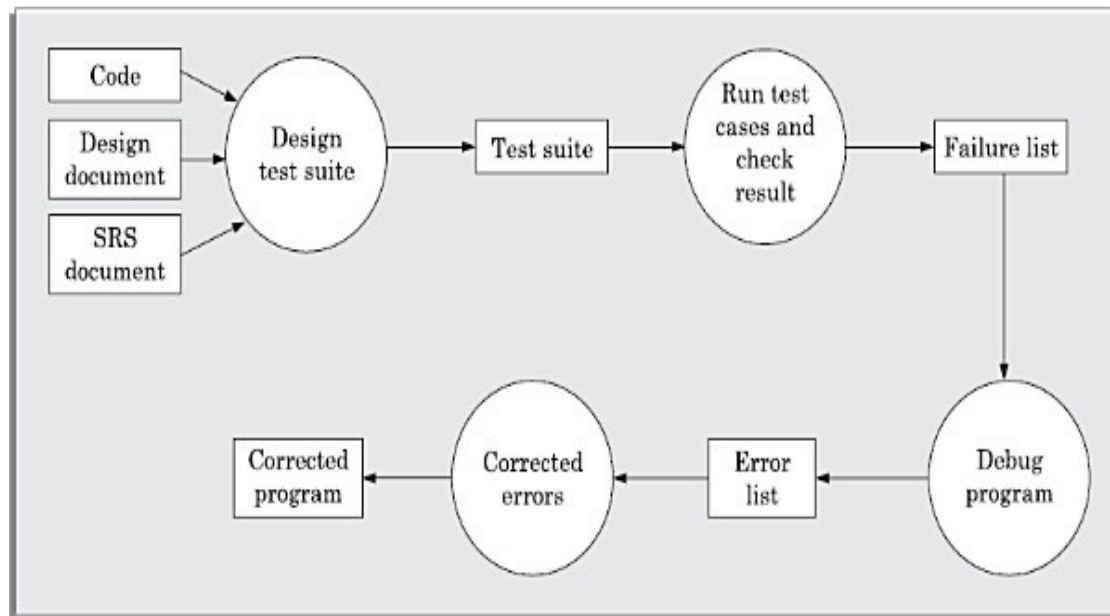 Code
Design
document
SRS
document
Design
test suite
Test suite
Run test
cases and
check
result
Failure list
Debug
program
Error
list
Corrected
errors
Corrected
program